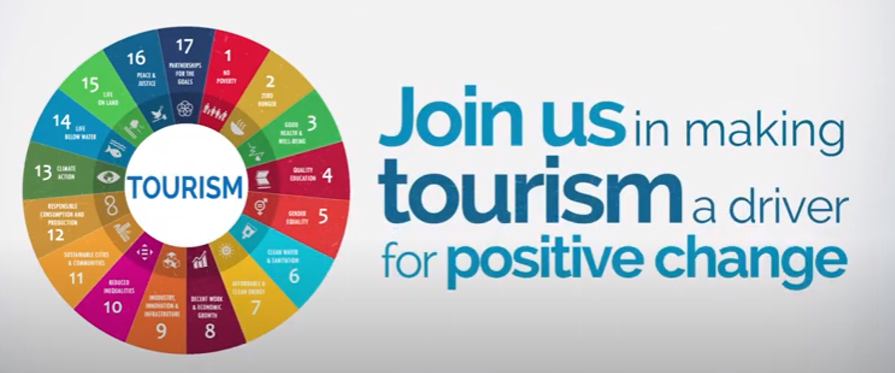 17
PARTNERSHIPS
FOR THE
GOALS
1
NO
POVERTY
2
ZERO
HUNGER
3
GOOD
HEALTH &
WELL-BEING
4
QUALITY
EDUCATION
5
GENDER
EQUALITY
6
CLEAN WATER
& SANITATION
7
AFFORDABLE &
CLEAN ENERGY
8
DECENT WORK
& ECONOMIC
GROWTH
9
INDUSTRY,
INNOVATION &
INFRASTRUTURE
10
REDUCED
INEQUALITIES
11
SUSTAINABLE CITIES
& COMMUNITIES
12
RESPONSIBLE
CONSUMPTION AND
PRODUCTION
13 CLIMATE
ACTION
14 LIFE
BELOW WATER
15
LIFE
ON LAND
16
PEACE &
JUSTICE
TOURISM
Join us in making
tourism a driver
for positive change